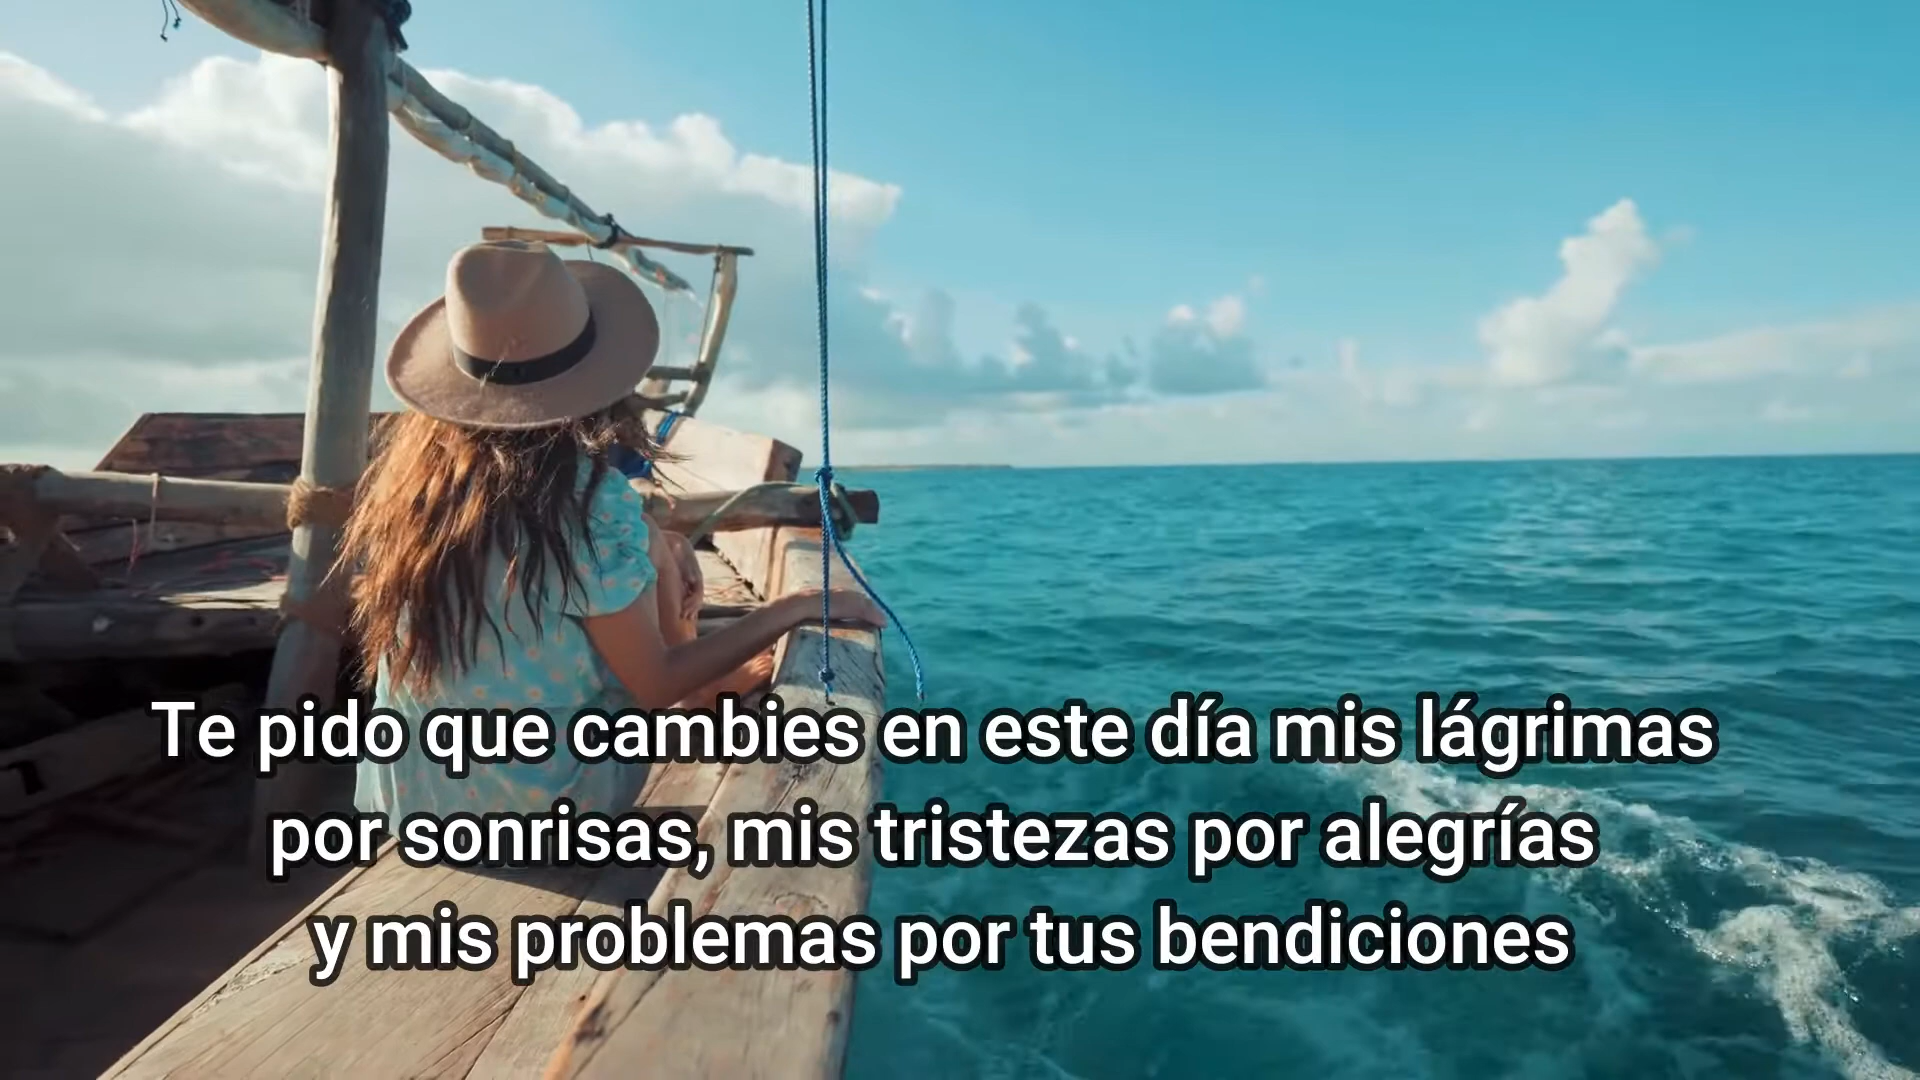 Te pido que cambies en este día mis lágrimas
por sonrisas, mis tristezas por alegrías
y mis problemas por tus bendiciones